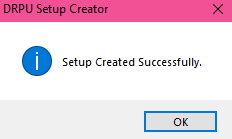 DRPU Setup Creator
Setup Created Successfully.
OK